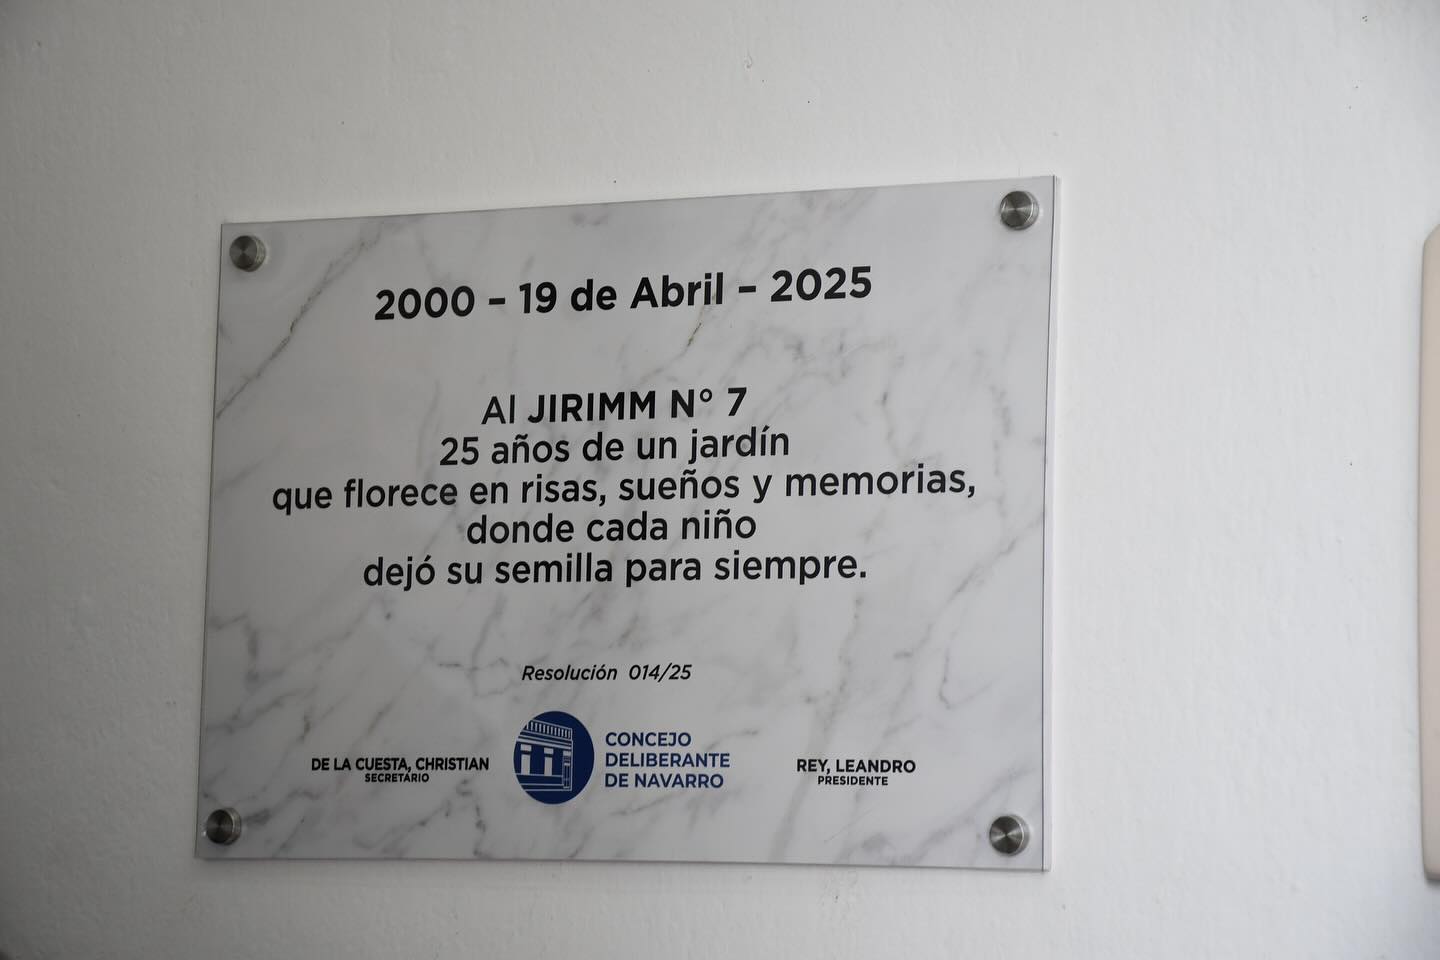 2000 – 19 de Abril – 2025
Al JIRIMM N° 7
25 años de un jardín
que florece en risas, sueños y memorias,
donde cada niño
dejó su semilla para siempre.
Resolución 014/25
DE LA CUESTA, CHRISTIAN
SECRETARIO
CONCEJO
DELIBERANTE
DE NAVARRO
REY, LEANDRO
PRESIDENTE